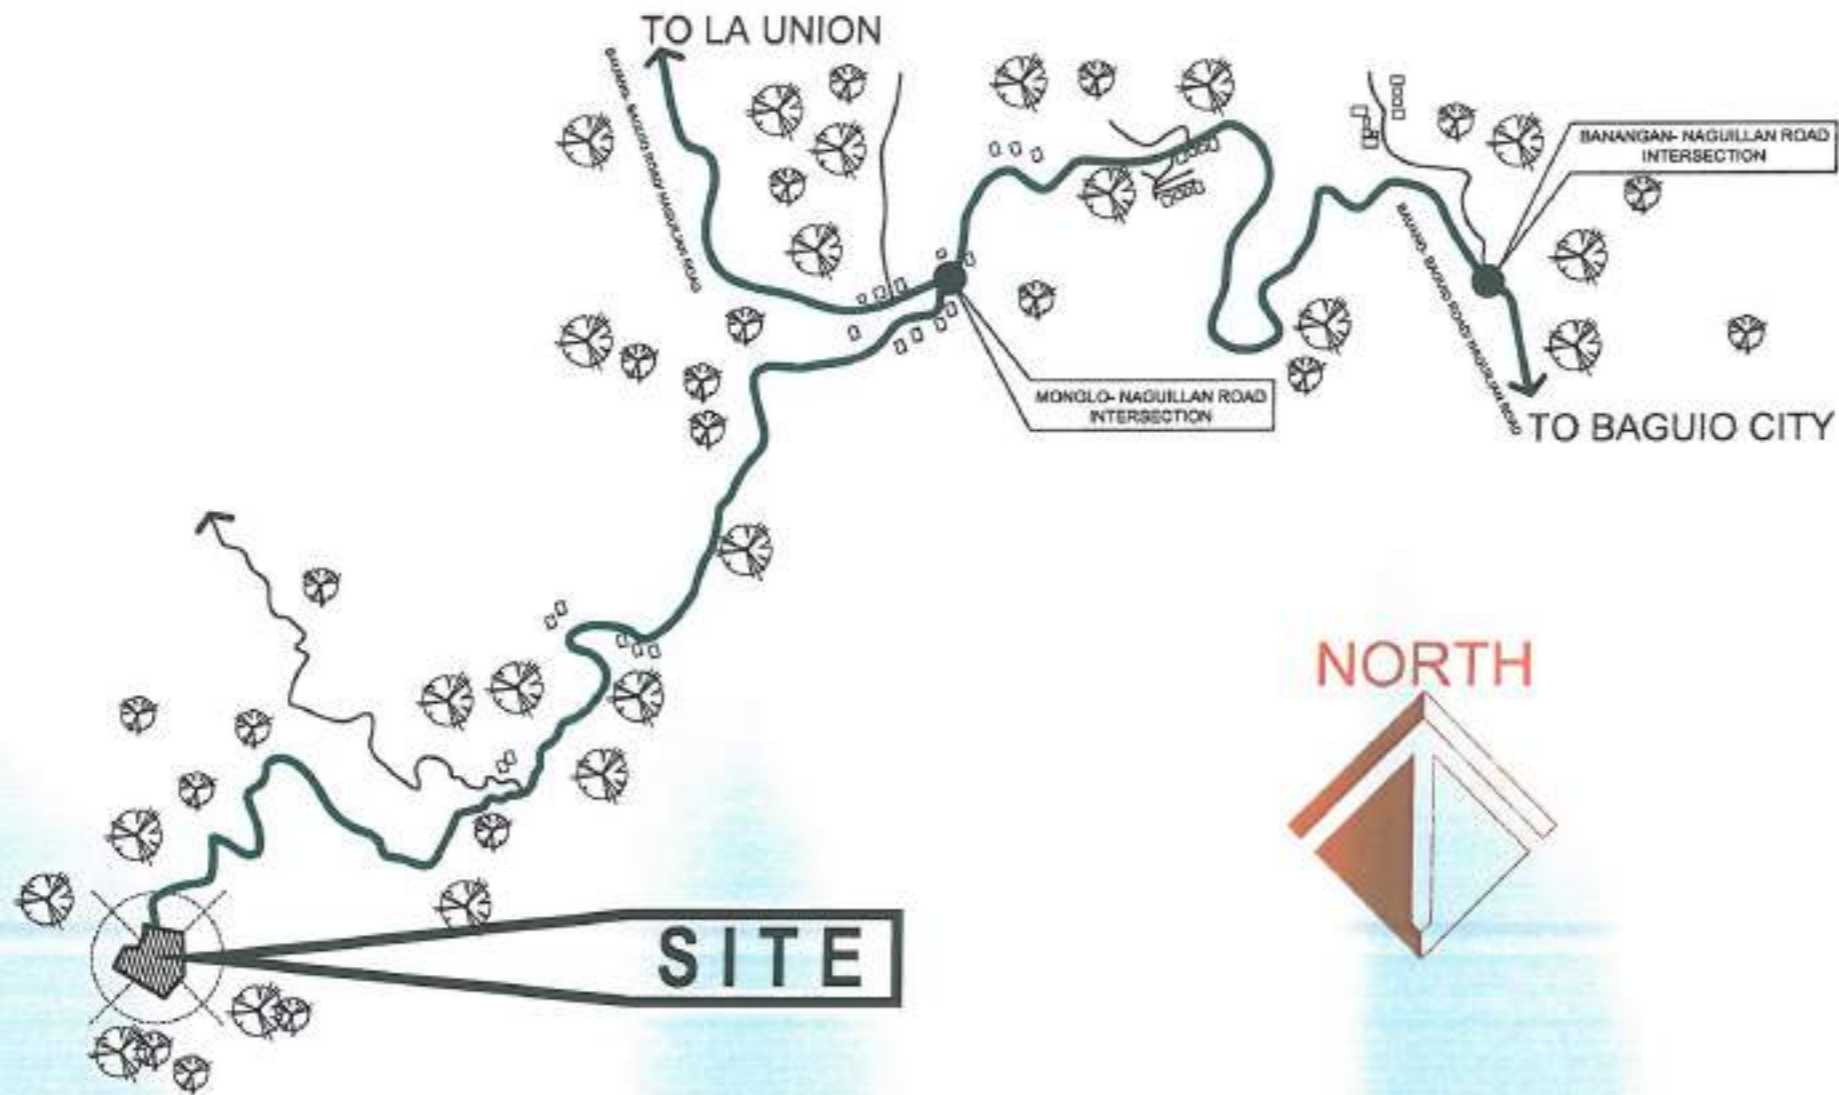 TO LA UNION
BANANGAN- NAGUILLAN ROAD
INTERSECTION
MONGLO- NAGUILLAN ROAD
INTERSECTION
TO BAGUIO CITY
NORTH
SITE